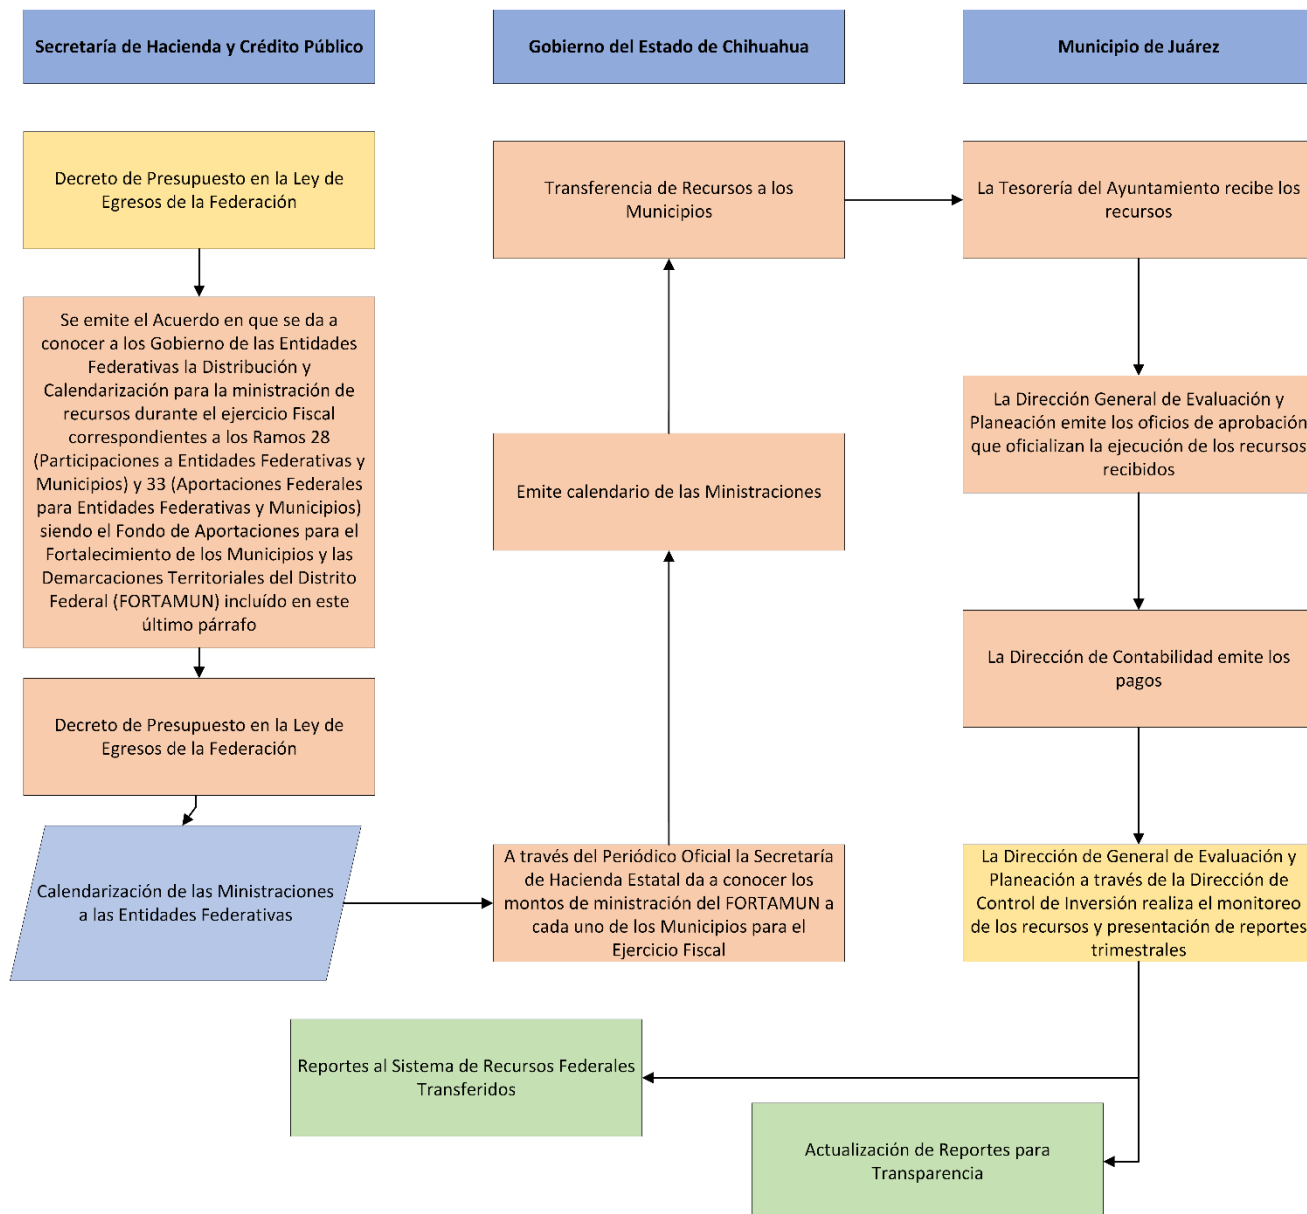 Secretaría de Hacienda y Crédito Público
Gobierno del Estado de Chihuahua
Municipio de Juárez
Decreto de Presupuesto en la Ley de
Egresos de la Federación
Se emite el Acuerdo en que se da a
conocer a los Gobierno de las Entidades
Federativas la Distribución y
Calendarización para la ministración de
recursos durante el ejercicio Fiscal
correspondientes a los Ramos 28
(Participaciones a Entidades Federativas y
Municipios) y 33 (Aportaciones Federales
para Entidades Federativas y Municipios)
siendo el Fondo de Aportaciones para el
Fortalecimiento de los Municipios y las
Demarcaciones Territoriales del Distrito
Federal (FORTAMUN) incluído en este
último párrafo
Decreto de Presupuesto en la Ley de
Egresos de la Federación
Calendarización de las Ministraciones
a las Entidades Federativas
Transferencia de Recursos a los
Municipios
Emite calendario de las Ministraciones
A través del Periódico Oficial la Secretaría
de Hacienda Estatal da a conocer los
montos de ministración del FORTAMUN a
cada uno de los Municipios para el
Ejercicio Fiscal
La Tesorería del Ayuntamiento recibe los
recursos
La Dirección General de Evaluación y
Planeación emite los oficios de aprobación
que oficializan la ejecución de los recursos
recibidos
La Dirección de Contabilidad emite los
pagos
La Dirección de General de Evaluación y
Planeación a través de la Dirección de
Control de Inversión realiza el monitoreo
de los recursos y presentación de reportes
trimestrales
Reportes al Sistema de Recursos Federales
Transferidos
Actualización de Reportes para
Transparencia